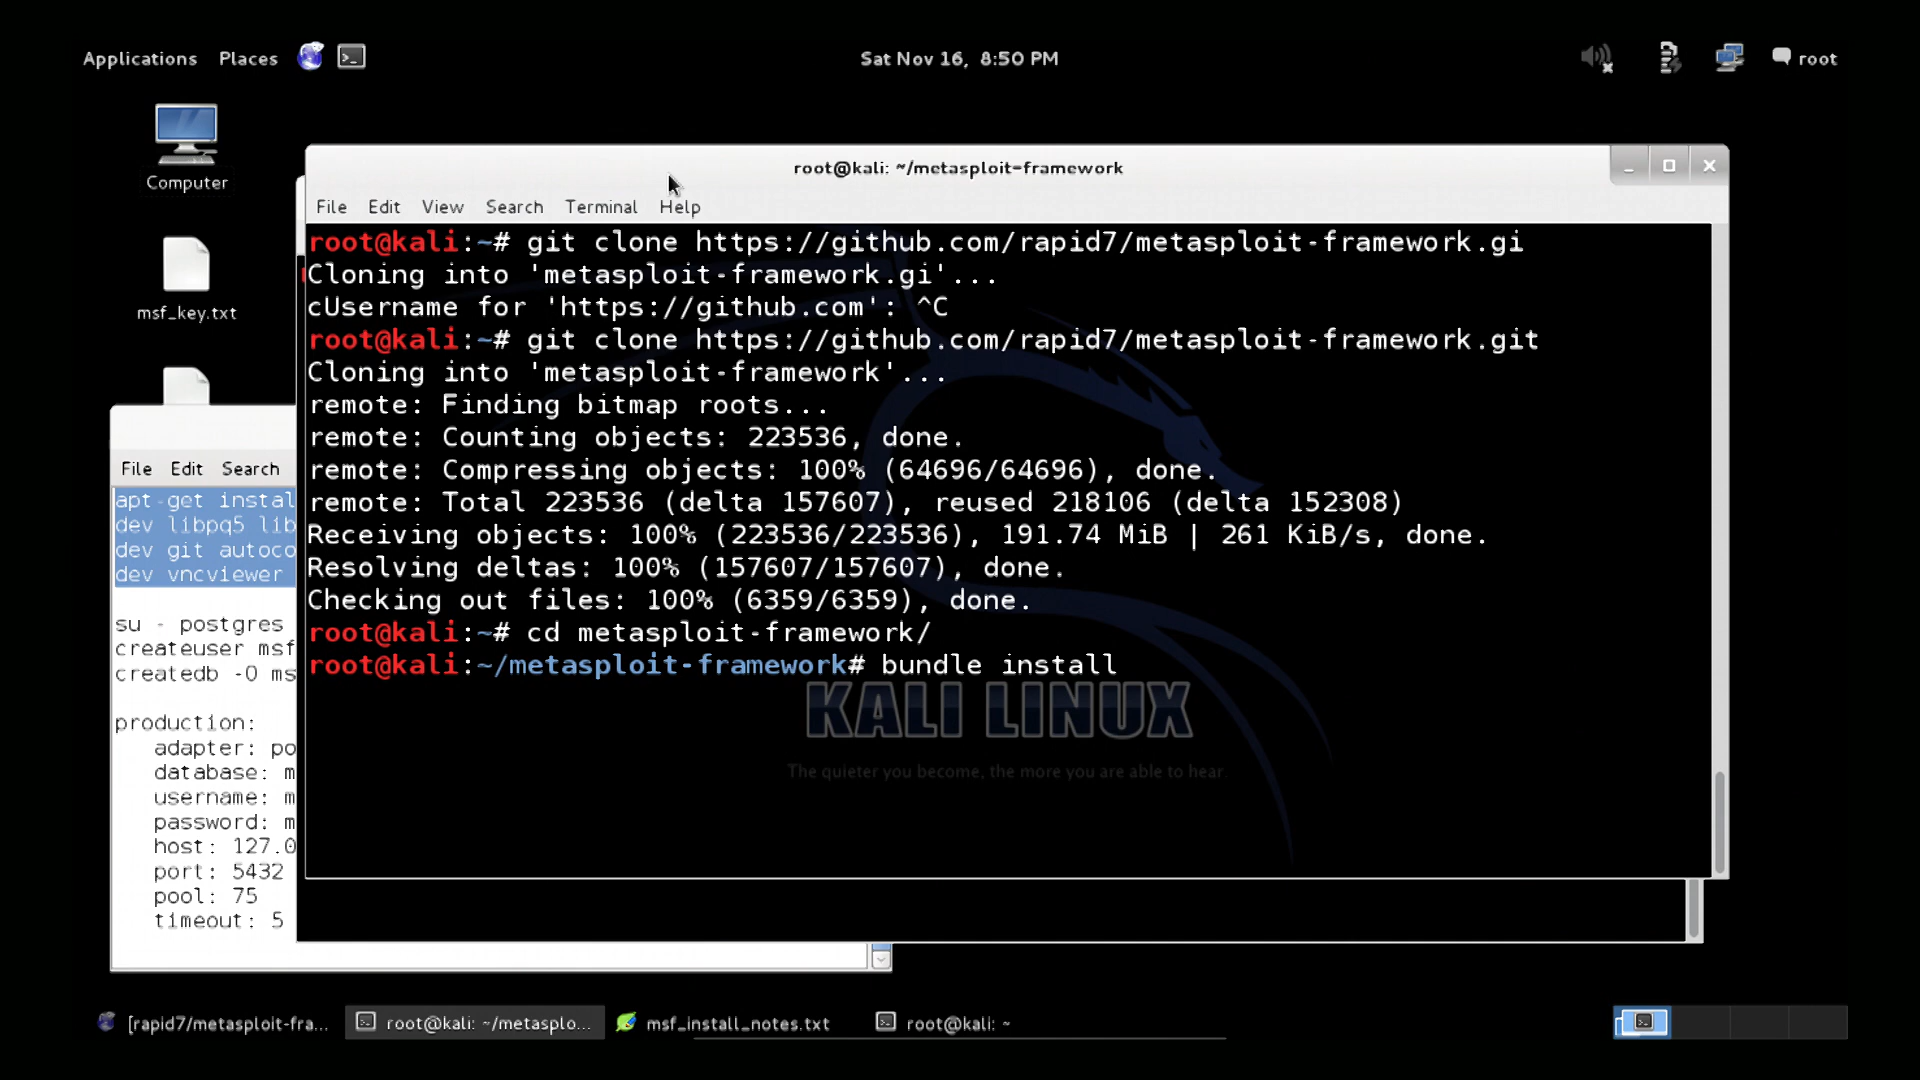 Applications Places
Sat Nov 16, 8:50 PM
root
Computer
msf_key.txt
root@kali: ~/metasploit-framework
File Edit View Search Terminal Help
root@kali:~# git clone https://github.com/rapid7/metasploit-framework.gi
Cloning into 'metasploit-framework.gi'...
cUsername for 'https://github.com': ^C
root@kali:~# git clone https://github.com/rapid7/metasploit-framework.git
Cloning into 'metasploit-framework'...
remote: Finding bitmap roots...
remote: Counting objects: 223536, done.
remote: Compressing objects: 100% (64696/64696), done.
remote: Total 223536 (delta 157607), reused 218106 (delta 152308)
Receiving objects: 100% (223536/223536), 191.74 MiB | 261 KiB/s, done.
Resolving deltas: 100% (157607/157607), done.
Checking out files: 100% (6359/6359), done.
root@kali:~# cd metasploit-framework/
root@kali:~/metasploit-framework# bundle install
KALI LINUX
The quieter you become, the more you are able to hear.
File Edit Search
apt-get instal
dev libpq5 lib
dev git autoco
dev vncviewer
su - postgres
createuser msf
createdb -O ms
production:
adapter: po
database: m
username: m
password: m
host: 127.0
port: 5432
pool: 75
timeout: 5
[rapid7/metasploit-fra...
root@kali: ~/metasplo...
msf_install_notes.txt
root@kali: ~